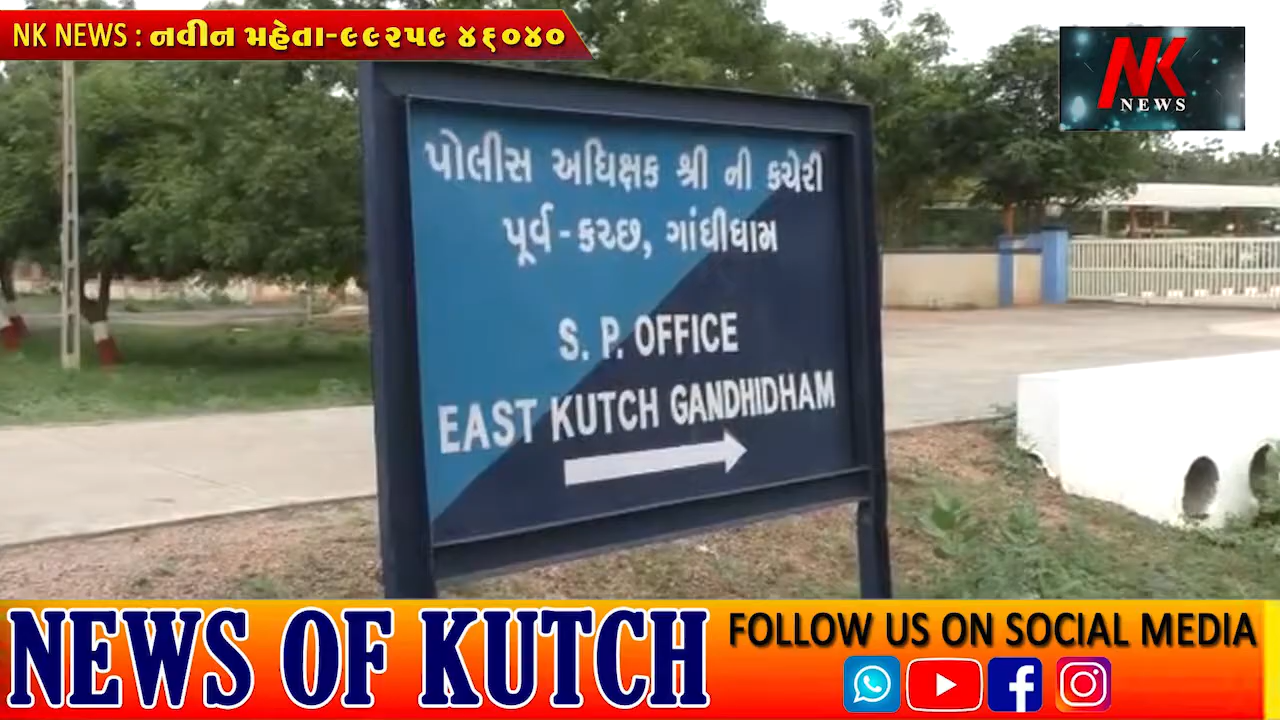 NK NEWS : નવીન મહેતા-૯૯૨૫૯ ૪૬૦૪૦
NK
NEWS
પોલીસ અધિક્ષક શ્રી ની કચેરી
પૂર્વ-કચ્છ, ગાંધીધામ
S. P. OFFICE
EAST KUTCH GANDHIDHAM
NEWS OF KUTCH
FOLLOW US ON SOCIAL MEDIA